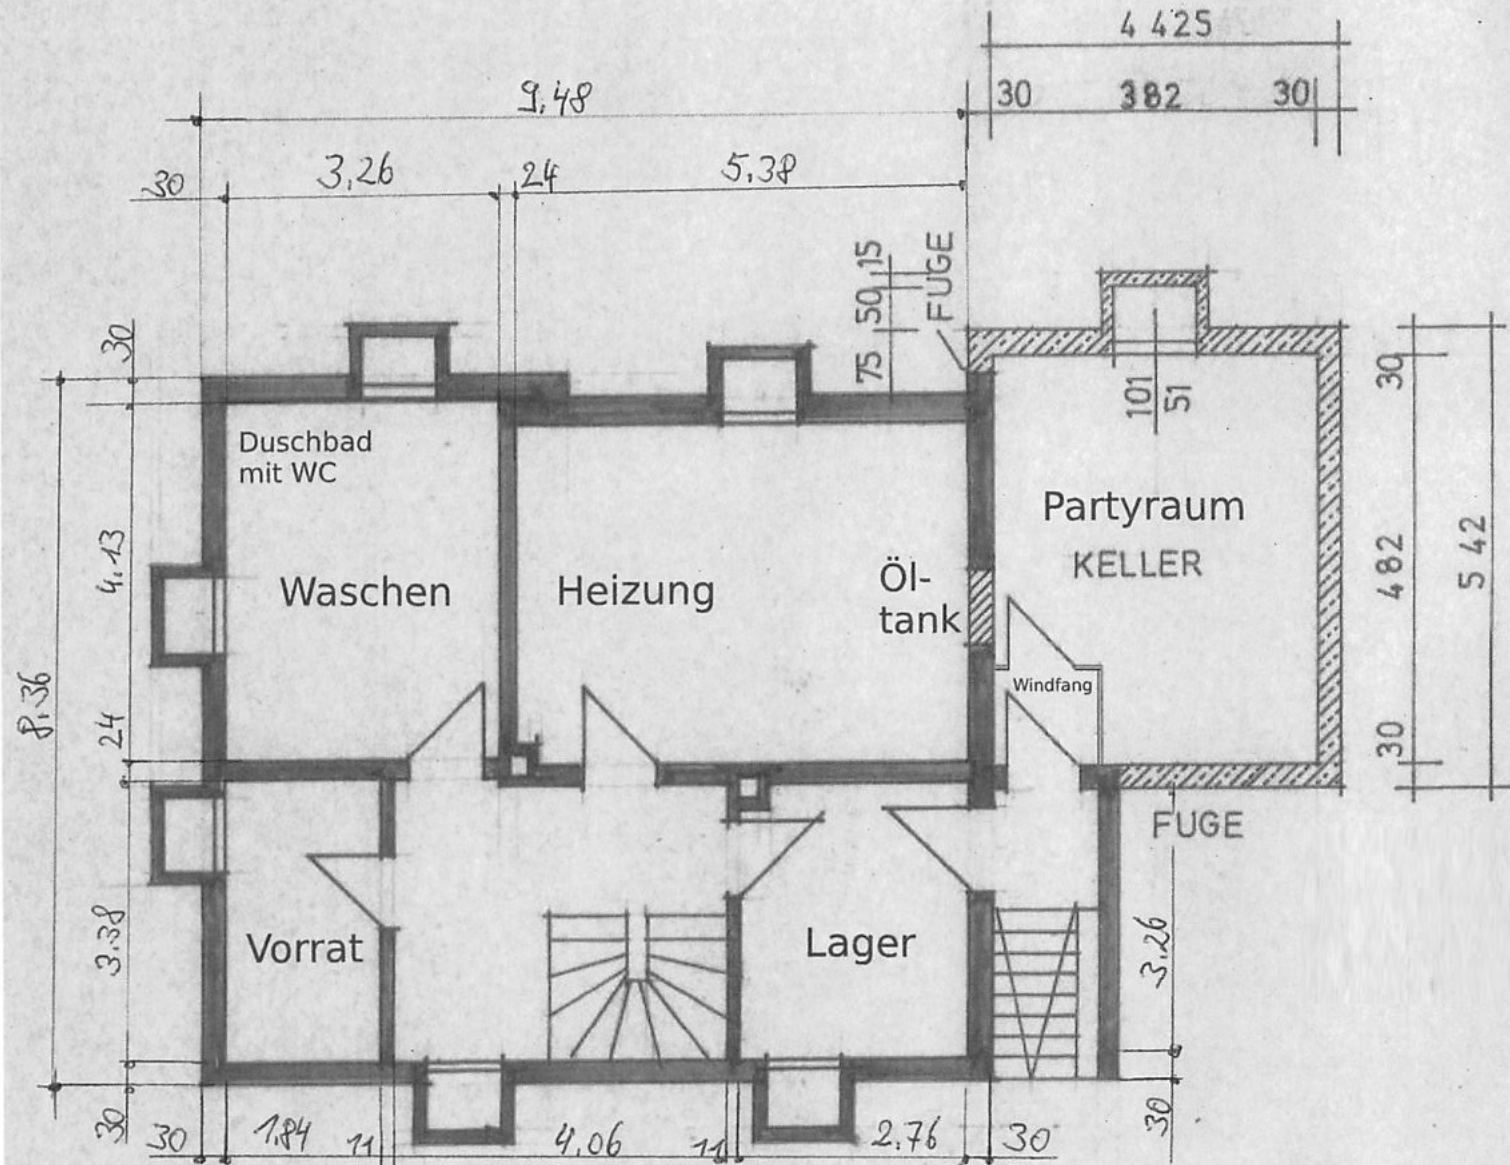 4 425
30 382 30
9,48
30 3,26 24 5,38
75 50 15
FUGE
30
4,13
24
3.38
30
8.36
Duschbad
mit WC
Waschen
Heizung
Öl-
tank
101
51
Partyraum
KELLER
Windfang
30
482
30
5 42
FUGE
Vorrat
Lager
3,26
30
30 1,84 11 4.06 11 2.76 30